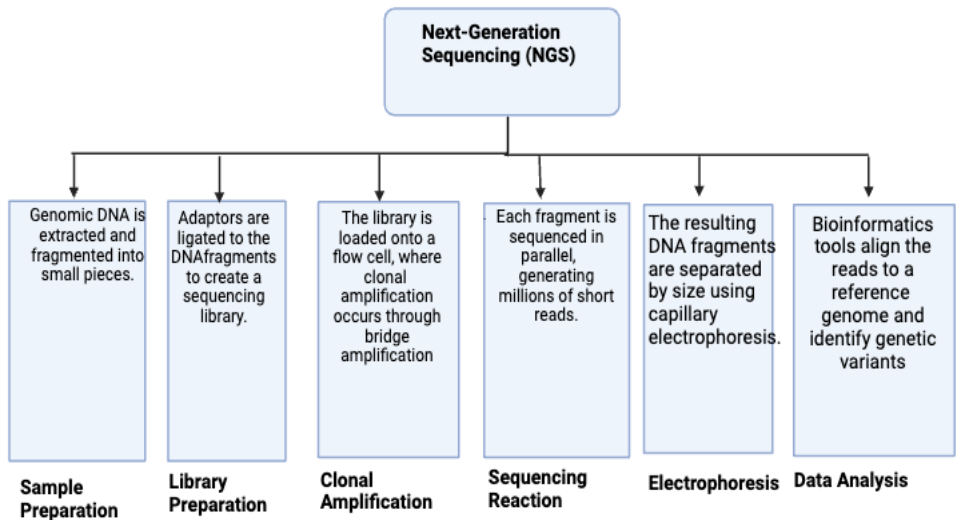 Next-Generation
Sequencing (NGS)
Genomic DNA is
extracted and
fragmented into
small pieces.
Adaptors are
ligated to the
DNAfragments
to create a
sequencing
library.
The library is
loaded onto a
flow cell, where
clonal
amplification
occurs through
bridge
amplification
Each fragment is
sequenced in
parallel,
generating
millions of short
reads.
The resulting
DNA fragments
are separated
by size using
capillary
electrophoresis.
Bioinformatics
tools align the
reads to a
reference
genome and
identify genetic
variants
Sample
Preparation
Library
Preparation
Clonal
Amplification
Sequencing
Reaction
Electrophoresis
Data Analysis